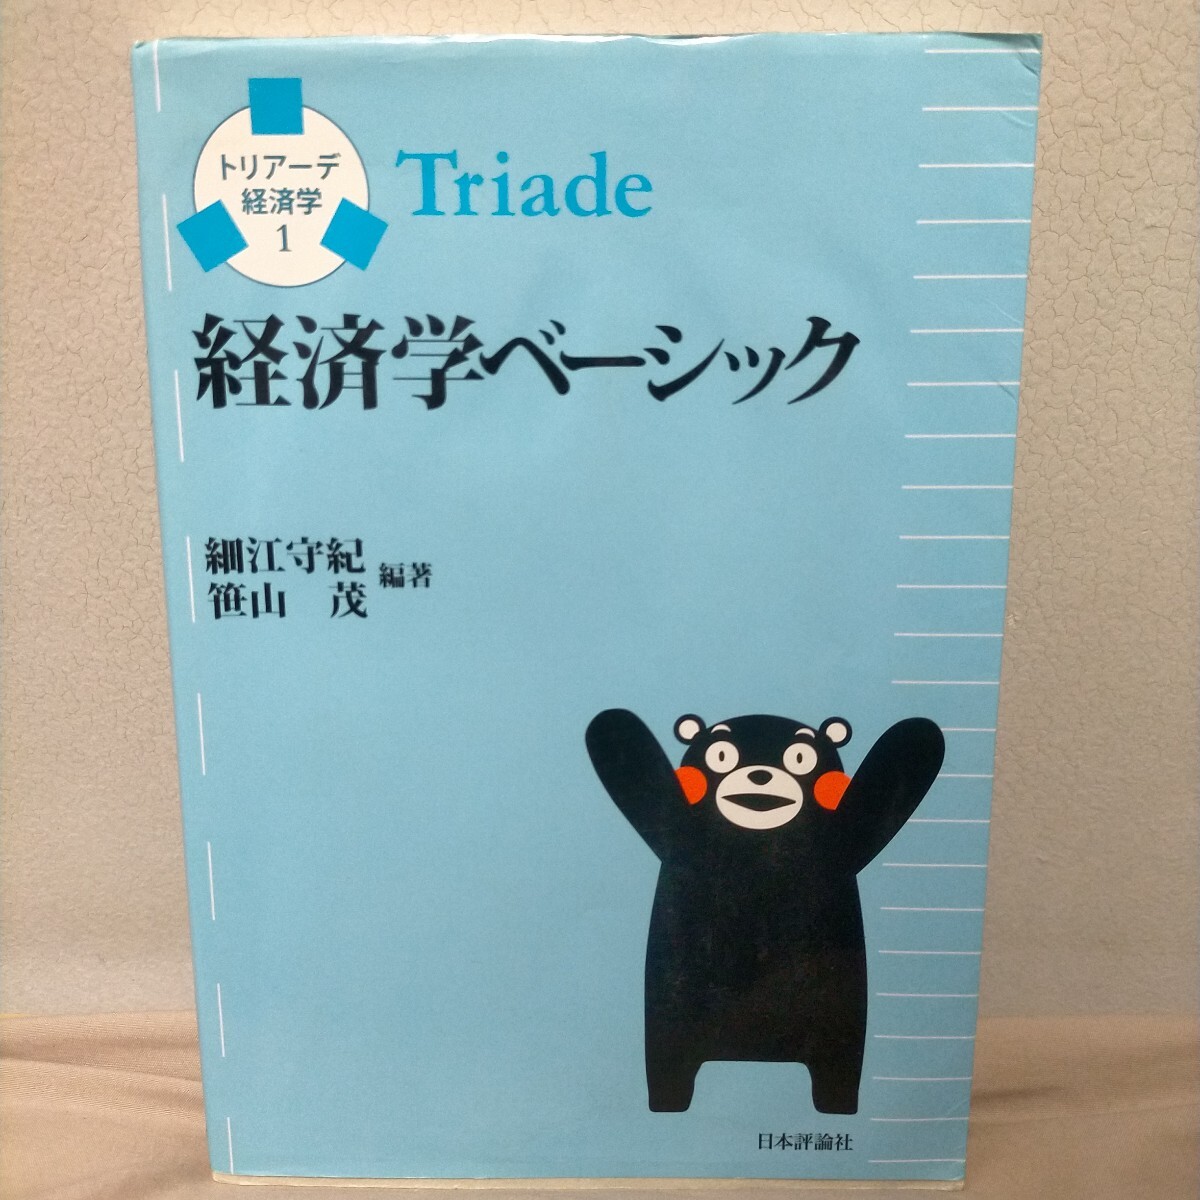 トリアーデ
経済学
1
Triade
経済学ベーシック
細江守紀
笹山 茂
編著
日本評論社